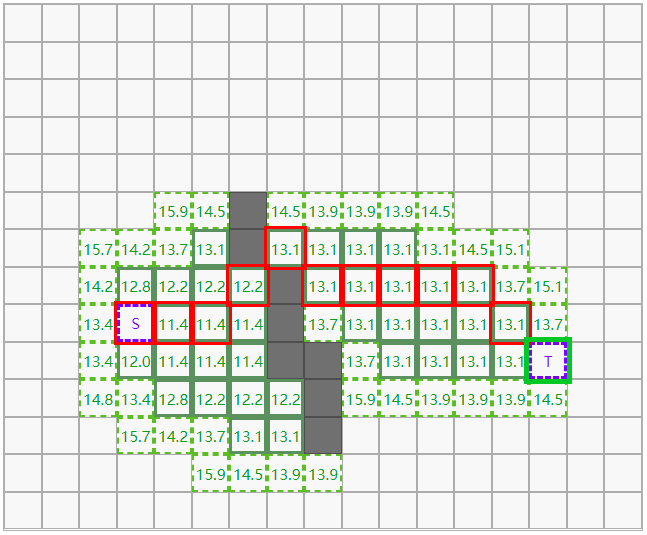 15.9 14.5 14.5 13.9 13.9 13.9 14.5
15.7 14.2 13.7 13.1 13.1 13.1 13.1 13.1 13.1 14.5 15.1
14.2 12.8 12.2 12.2 12.2 13.1 13.1 13.1 13.1 13.1 13.7 15.1
13.4 S 11.4 11.4 11.4 13.7 13.1 13.1 13.1 13.1 13.1 13.7
13.4 12.0 11.4 11.4 11.4 13.7 13.1 13.1 13.1 13.1 T
14.8 13.4 12.8 12.2 12.2 12.2 15.9 14.5 13.9 13.9 13.9 14.5
15.7 14.2 13.7 13.1 13.1
15.9 14.5 13.9 13.9